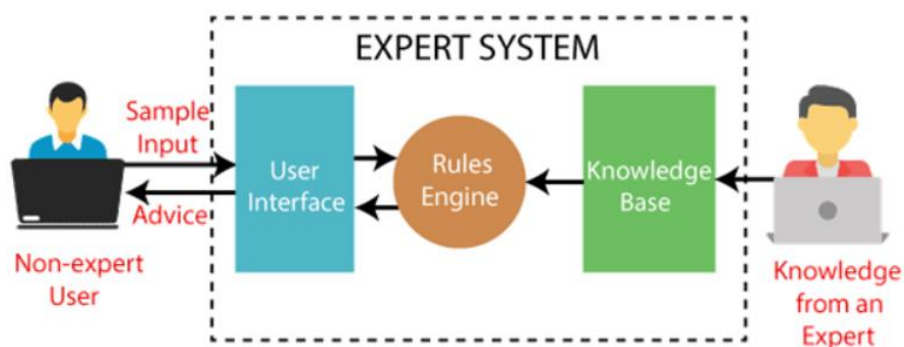 EXPERT SYSTEM
Sample
Input
Advice
Non-expert
User
User
Interface
Rules
Engine
Knowledge
Base
Knowledge
from an
Expert